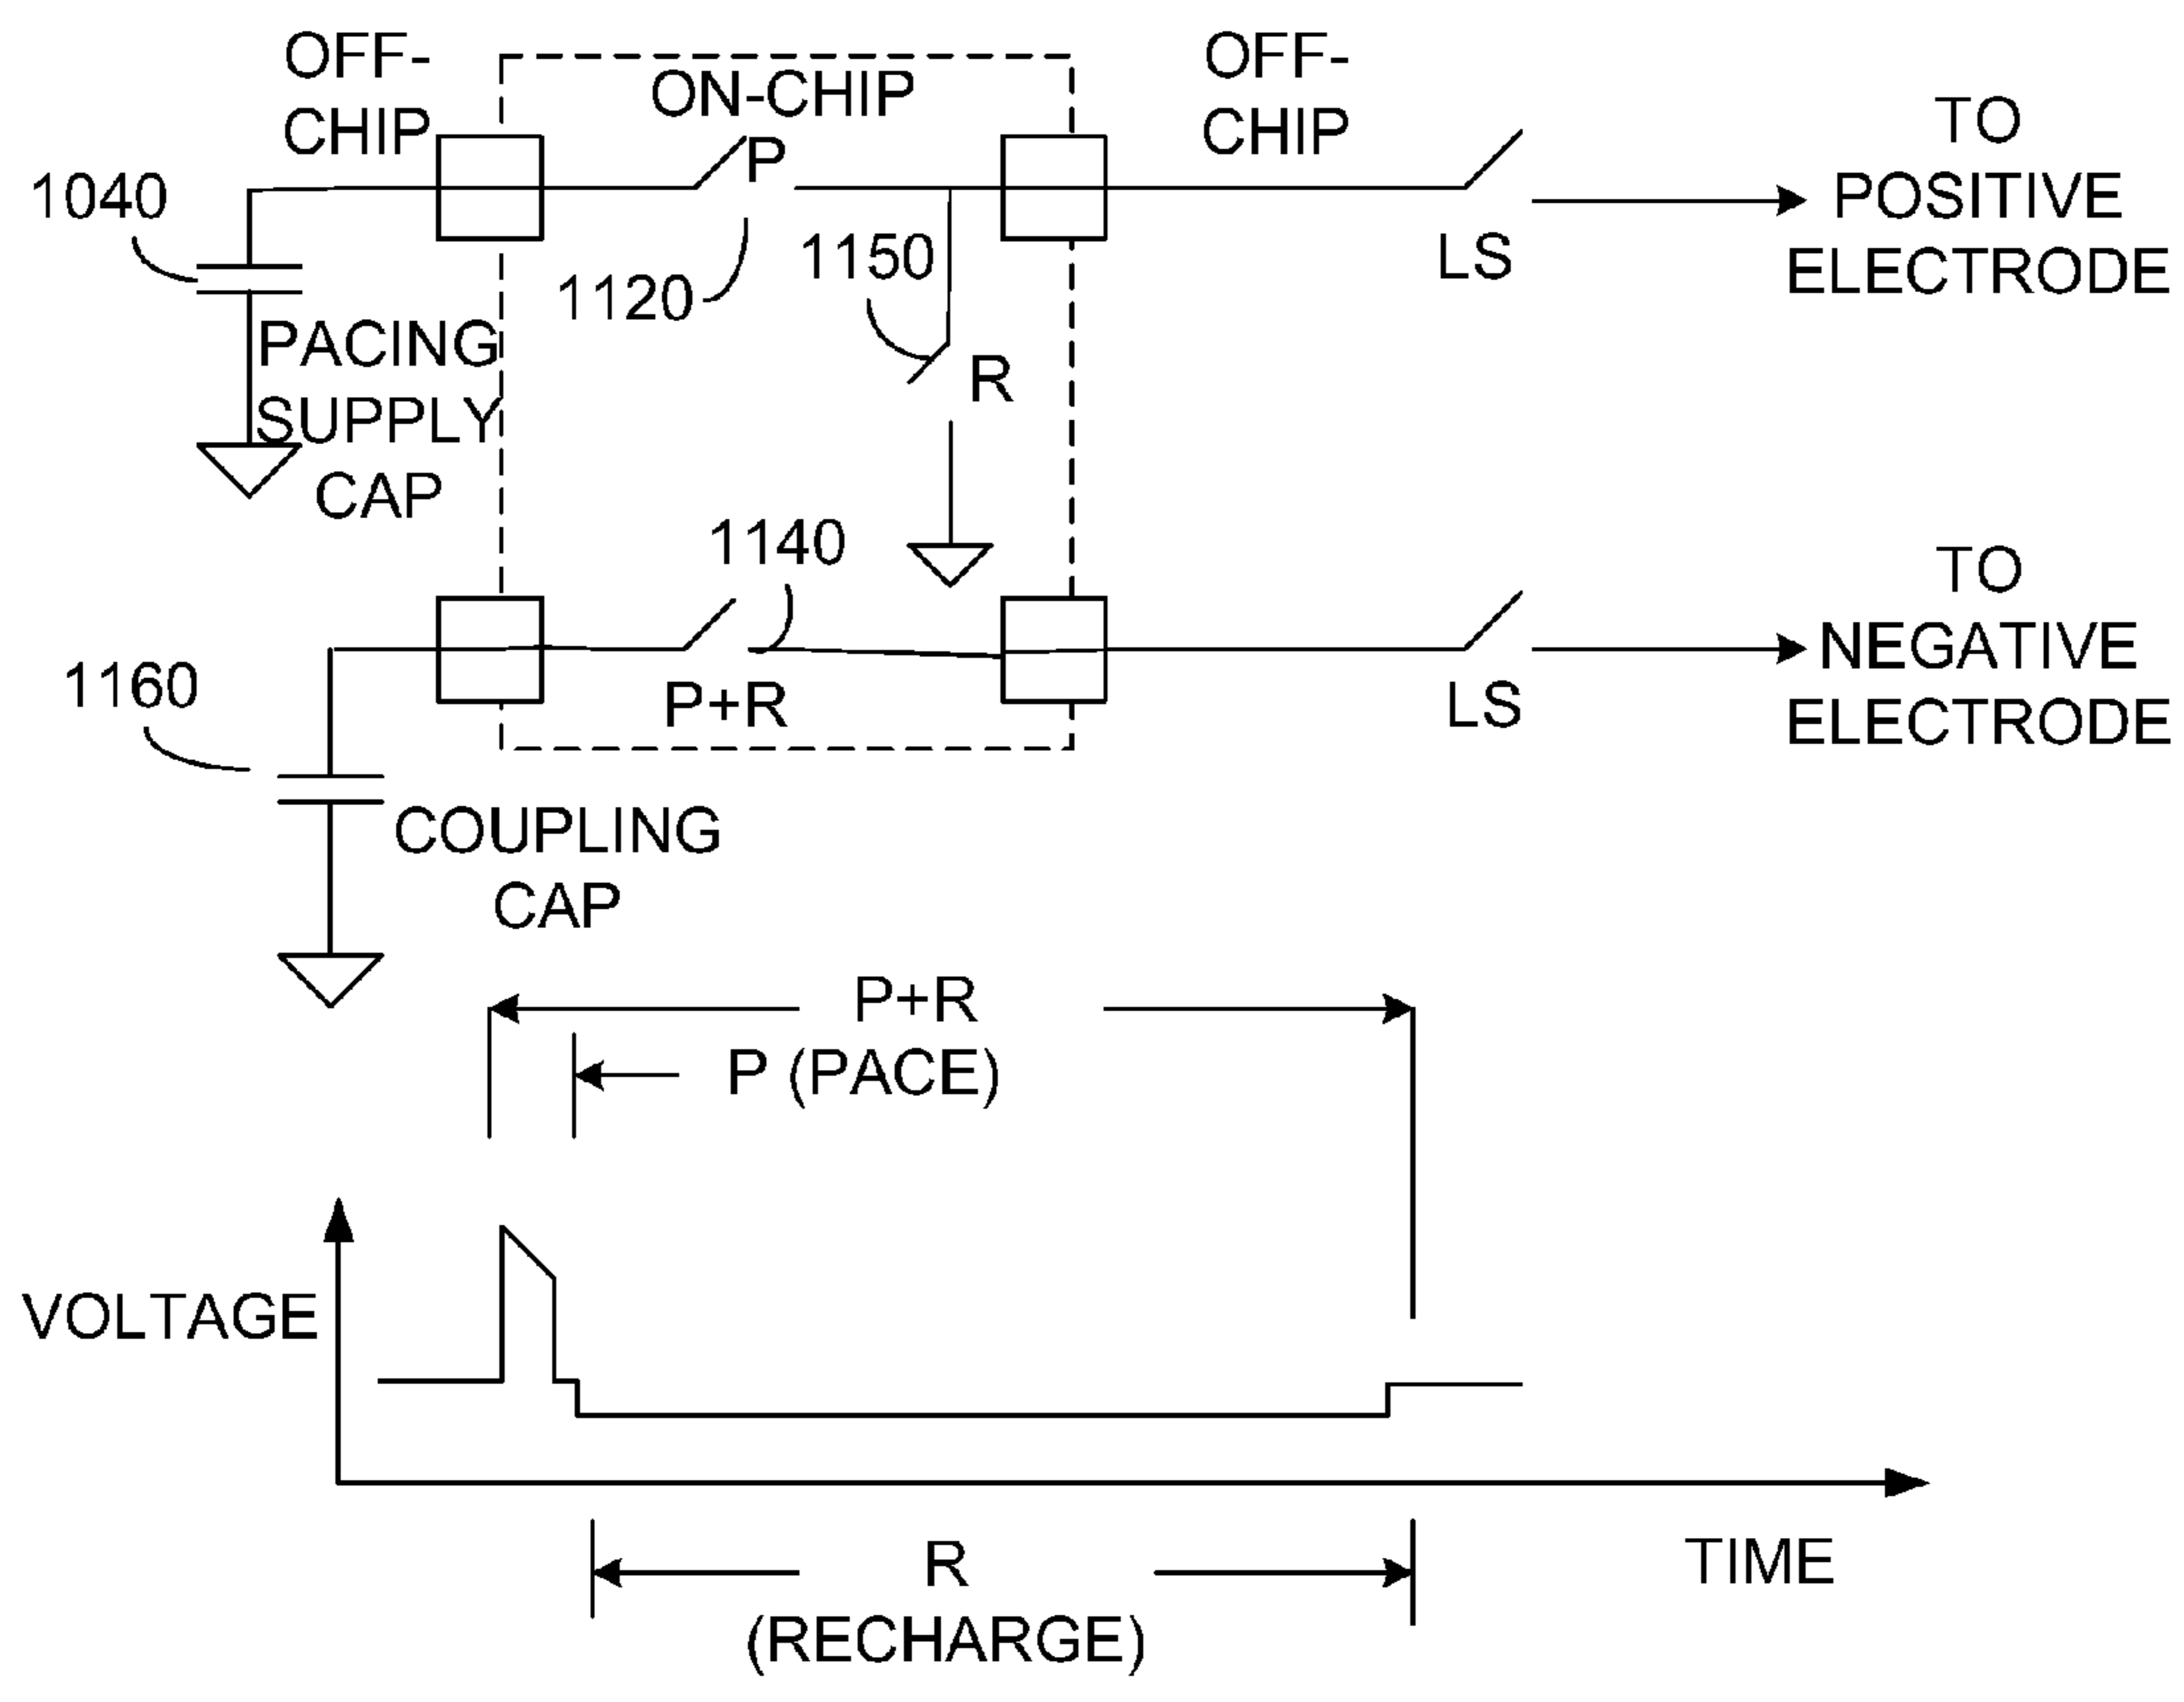 OFF-
CHIP
ON-CHIP
OFF-
CHIP
TO
POSITIVE
ELECTRODE
1040
P
1120
1150
LS
PACING
SUPPLY
CAP
R
1140
TO
NEGATIVE
ELECTRODE
1160
P+R
LS
COUPLING
CAP
P+R
P (PACE)
VOLTAGE
TIME
R
(RECHARGE)